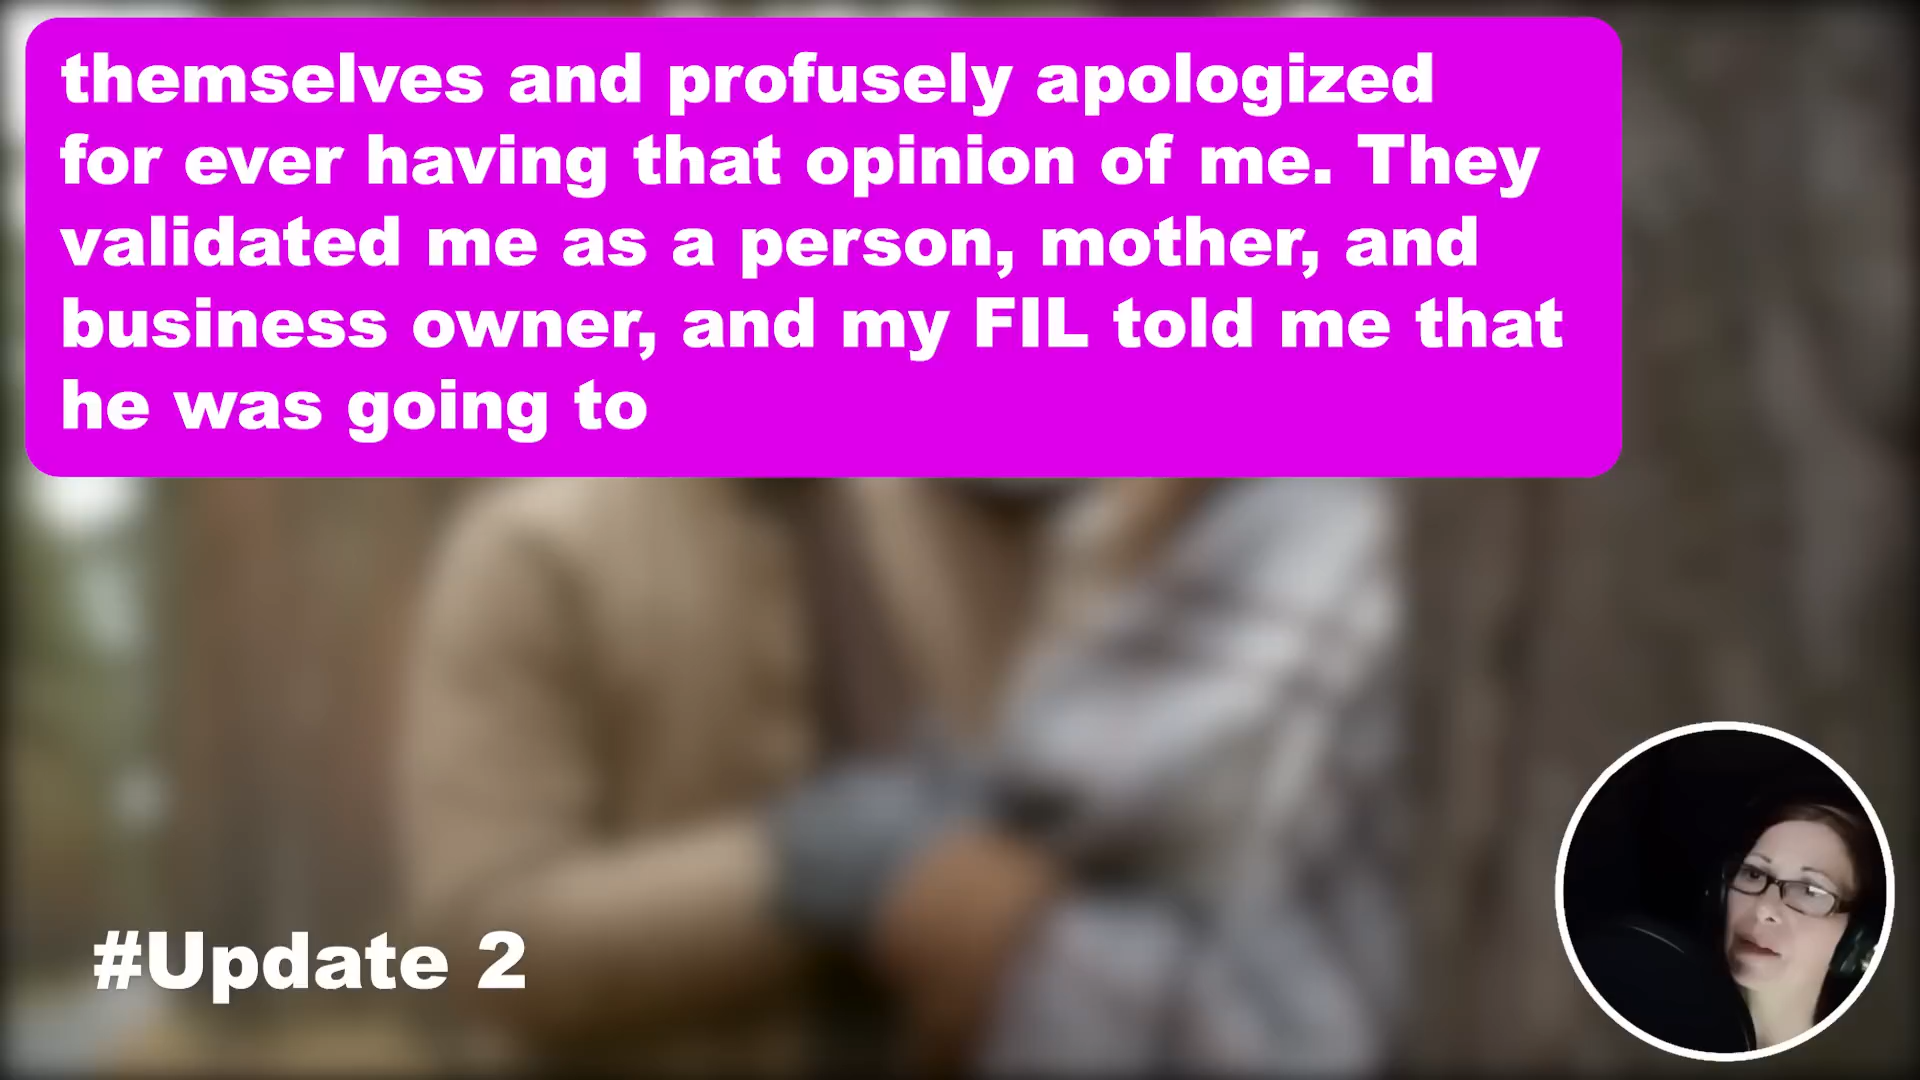 themselves and profusely apologized
for ever having that opinion of me. They
validated me as a person, mother, and
business owner, and my FIL told me that
he was going to
#Update 2